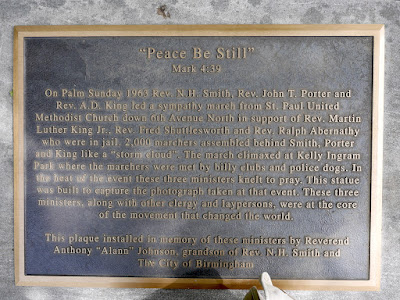 "Peace Be Still"
Mark 4:39
On Palm Sunday 1963 Rev. N.H. Smith, Rev. John T. Porter and
Rev. A.D. King led a sympathy march from St. Paul United
Methodist Church down 6th Avenue North in support of Rev. Martin
Luther King Jr., Rev. Fred Shuttlesworth and Rev. Ralph Abernathy
who were in jail. 2,000 marchers assembled behind Smith, Porter
and King like a "storm cloud". The march climaxed at Kelly Ingram
Park where the marchers were met by billy clubs and police dogs. In
the heat of the event these three ministers knelt to pray. This statue
was built to capture the photograph taken at that event. These three
ministers, along with other clergy and laypersons, were at the core
of the movement that changed the world.
This plaque installed in memory of these ministers by Reverend
Anthony "Alann" Johnson, grandson of Rev. N.H. Smith and
The City of Birmingham